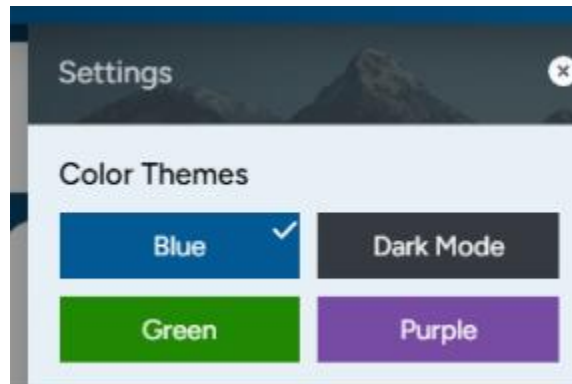 Settings
Color Themes
Blue
Dark Mode
Green
Purple